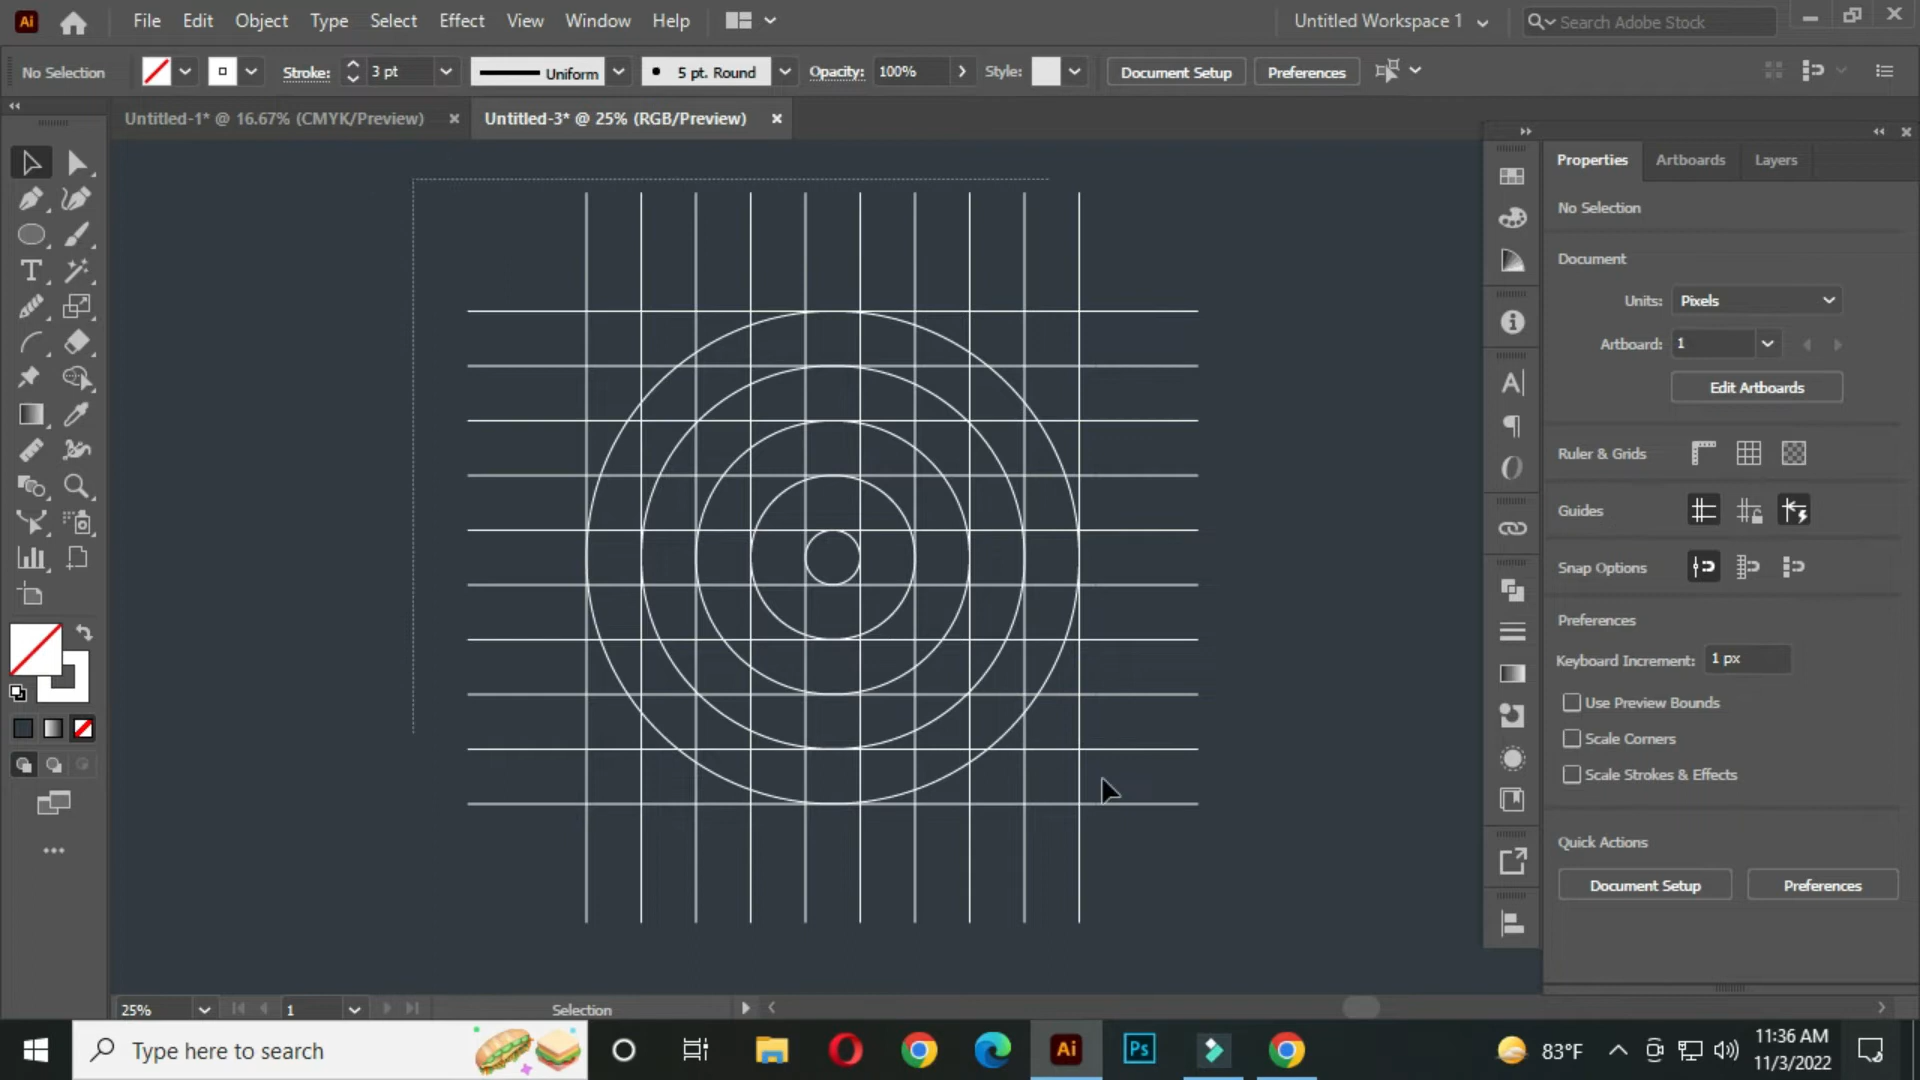 Ai File Edit Object Type Select Effect View Window Help Untitled Workspace 1 Search Adobe Stock
No Selection Stroke: 3 pt Uniform 5 pt. Round Opacity: 100% Style: Document Setup Preferences
Untitled-1* @ 16.67% (CMYK/Preview) Untitled-3* @ 25% (RGB/Preview)
Properties Artboards Layers
No Selection
Document
Units: Pixels
Artboard: 1
Edit Artboards
Ruler & Grids
Guides
Snap Options
Preferences
Keyboard Increment: 1 px
Use Preview Bounds
Scale Corners
Scale Strokes & Effects
Quick Actions
Document Setup Preferences
25% 1 Selection
Type here to search Ai Ps 83°F 11:36 AM
11/3/2022